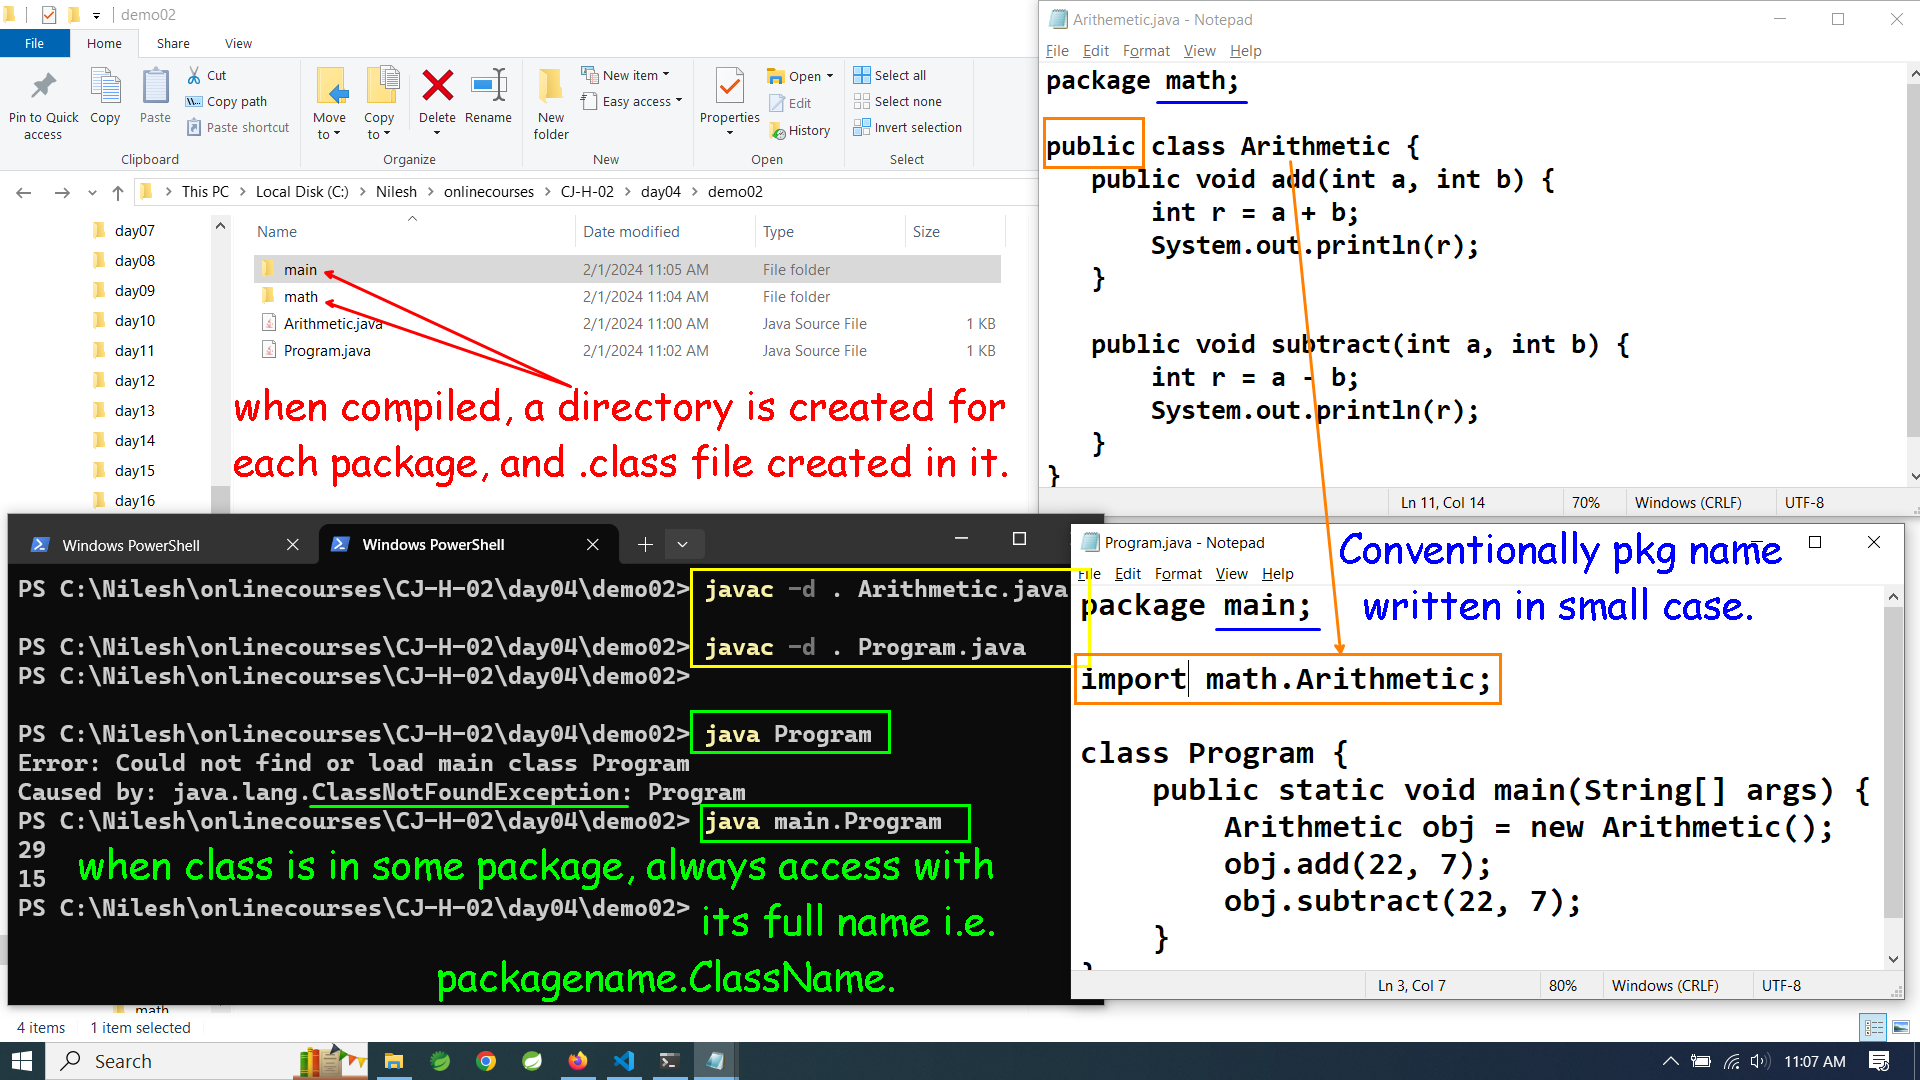 demo02
File
Home
Share
View
Pin to Quick access
Copy
Paste
Cut
Copy path
Paste shortcut
Clipboard
Move to
Copy to
Delete
Rename
Organize
New folder
New item
Easy access
New
Properties
Open
Edit
History
Open
Select all
Select none
Invert selection
Select
This PC > Local Disk (C:) > Nilesh > onlinecourses > CJ-H-02 > day04 > demo02
day07
day08
day09
day10
day11
day12
day13
day14
day15
day16
Name Date modified Type Size
main 2/1/2024 11:05 AM File folder
math 2/1/2024 11:04 AM File folder
Arithmetic.java 2/1/2024 11:00 AM Java Source File 1 KB
Program.java 2/1/2024 11:02 AM Java Source File 1 KB
when compiled, a directory is created for
each package, and .class file created in it.
Arithemetic.java - Notepad
File Edit Format View Help
package math;
public class Arithmetic {
public void add(int a, int b) {
int r = a + b;
System.out.println(r);
}
public void subtract(int a, int b) {
int r = a - b;
System.out.println(r);
}
}
Ln 11, Col 14 70% Windows (CRLF) UTF-8
Windows PowerShell
Windows PowerShell
PS C:\Nilesh\onlinecourses\CJ-H-02\day04\demo02> javac -d . Arithmetic.java
PS C:\Nilesh\onlinecourses\CJ-H-02\day04\demo02> javac -d . Program.java
PS C:\Nilesh\onlinecourses\CJ-H-02\day04\demo02>
PS C:\Nilesh\onlinecourses\CJ-H-02\day04\demo02> java Program
Error: Could not find or load main class Program
Caused by: java.lang.ClassNotFoundException: Program
PS C:\Nilesh\onlinecourses\CJ-H-02\day04\demo02> java main.Program
29
15
PS C:\Nilesh\onlinecourses\CJ-H-02\day04\demo02>
when class is in some package, always access with
its full name i.e.
packagename.ClassName.
Program.java - Notepad
File Edit Format View Help
Conventionally pkg name
written in small case.
package main;
import math.Arithmetic;
class Program {
public static void main(String[] args) {
Arithmetic obj = new Arithmetic();
obj.add(22, 7);
obj.subtract(22, 7);
}
}
Ln 3, Col 7 80% Windows (CRLF) UTF-8
math
4 items 1 item selected
Search
11:07 AM